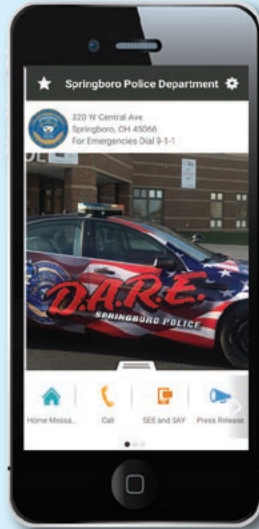 Springboro Police Department
320 W Central Ave
Springboro, OH 45066
For Emergencies Dial 9-1-1
D.A.R.E.
SPRINGBORO POLICE
Home Messa..
Call
SEE and SAY
Press Release